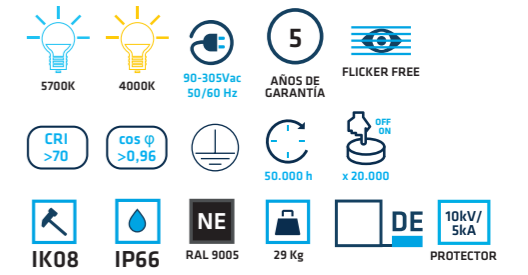 5700K
4000K
90-305Vac
50/60 Hz
5
AÑOS DE
GARANTÍA
FLICKER FREE
CRI
>70
cos φ
>0,96
50.000 h
OFF
ON
x 20.000
IK08
IP66
NE
RAL 9005
29 Kg
DE
10kV/
5kA
PROTECTOR